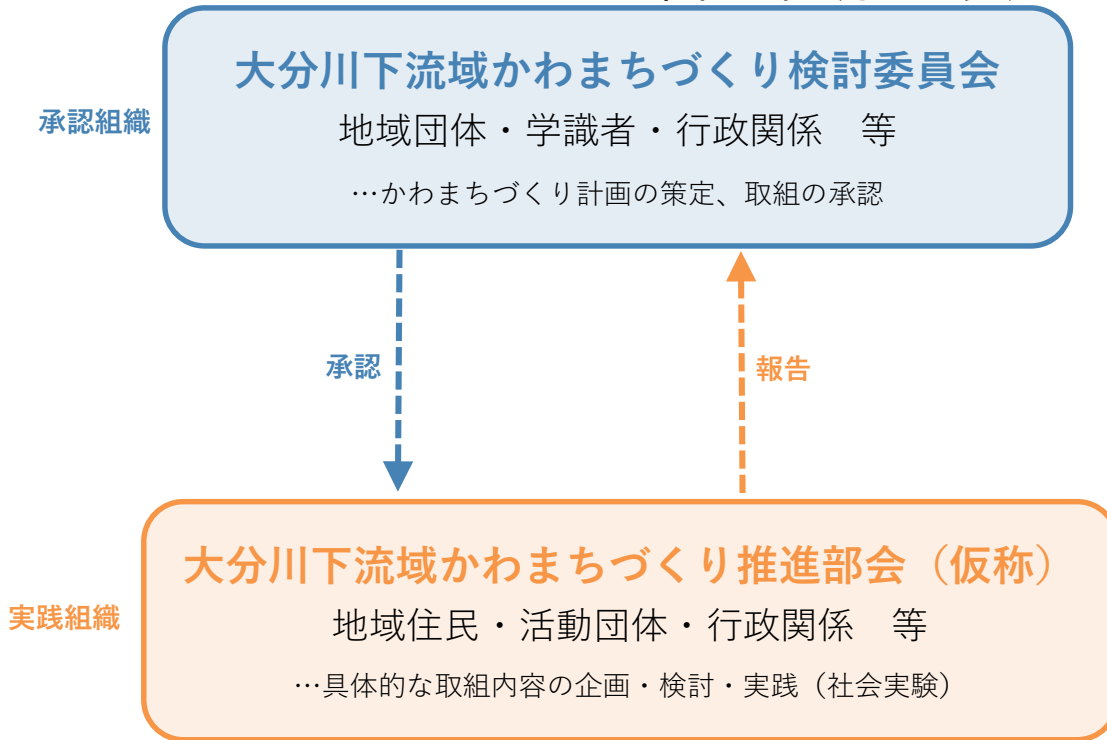 大分川下流域かわまちづくり検討委員会
承認組織
地域団体・学識者・行政関係　等
…かわまちづくり計画の策定、取組の承認
承認
報告
大分川下流域かわまちづくり推進部会（仮称）
実践組織
地域住民・活動団体・行政関係　等
…具体的な取組内容の企画・検討・実践（社会実験）